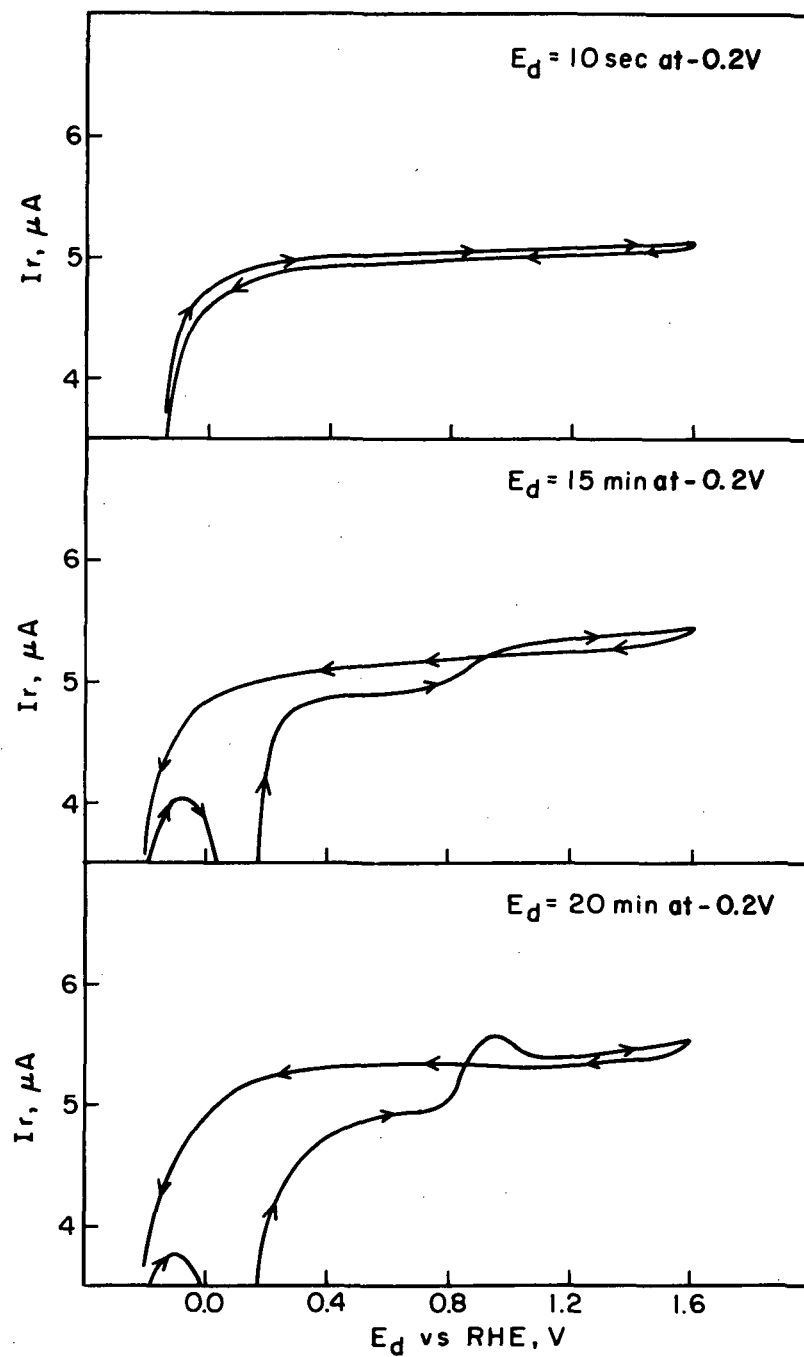 E_d = 10 sec at -0.2V
6
5
4
Ir, μA
E_d = 15 min at -0.2V
6
5
4
Ir, μA
E_d = 20 min at -0.2V
6
5
4
Ir, μA
0.0 0.4 0.8 1.2 1.6
E_d vs RHE, V